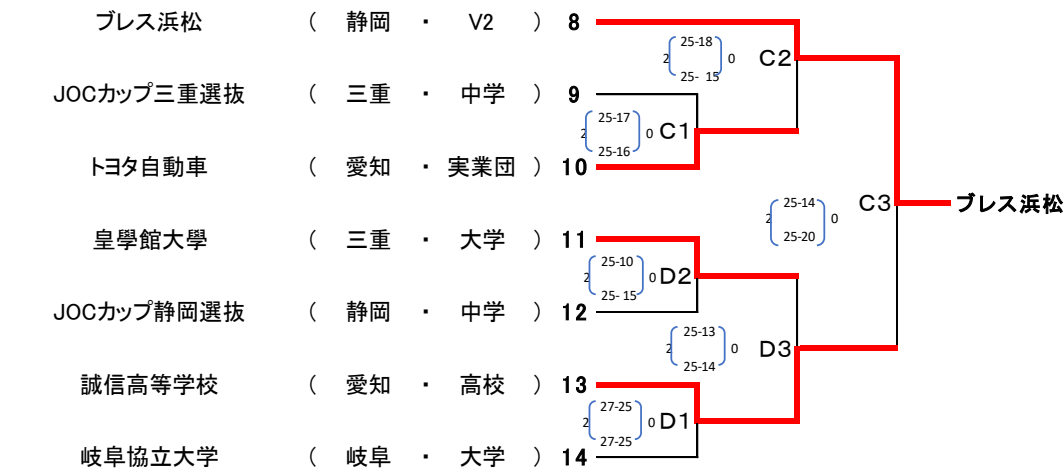 ブレス浜松 ( 静岡 ・ V2 ) 8
25-18
2 0 C2
25- 15
JOCカップ三重選抜 ( 三重 ・ 中学 ) 9
25-17
2 0 C1
25-16
トヨタ自動車 ( 愛知 ・ 実業団 ) 10
25-14
2 0 C3 ブレス浜松
25-20
皇學館大學 ( 三重 ・ 大学 ) 11
25-10
2 0 D2
25- 15
JOCカップ静岡選抜 ( 静岡 ・ 中学 ) 12
25-13
2 0 D3
25-14
誠信高等学校 ( 愛知 ・ 高校 ) 13
27-25
2 0 D1
27-25
岐阜協立大学 ( 岐阜 ・ 大学 ) 14